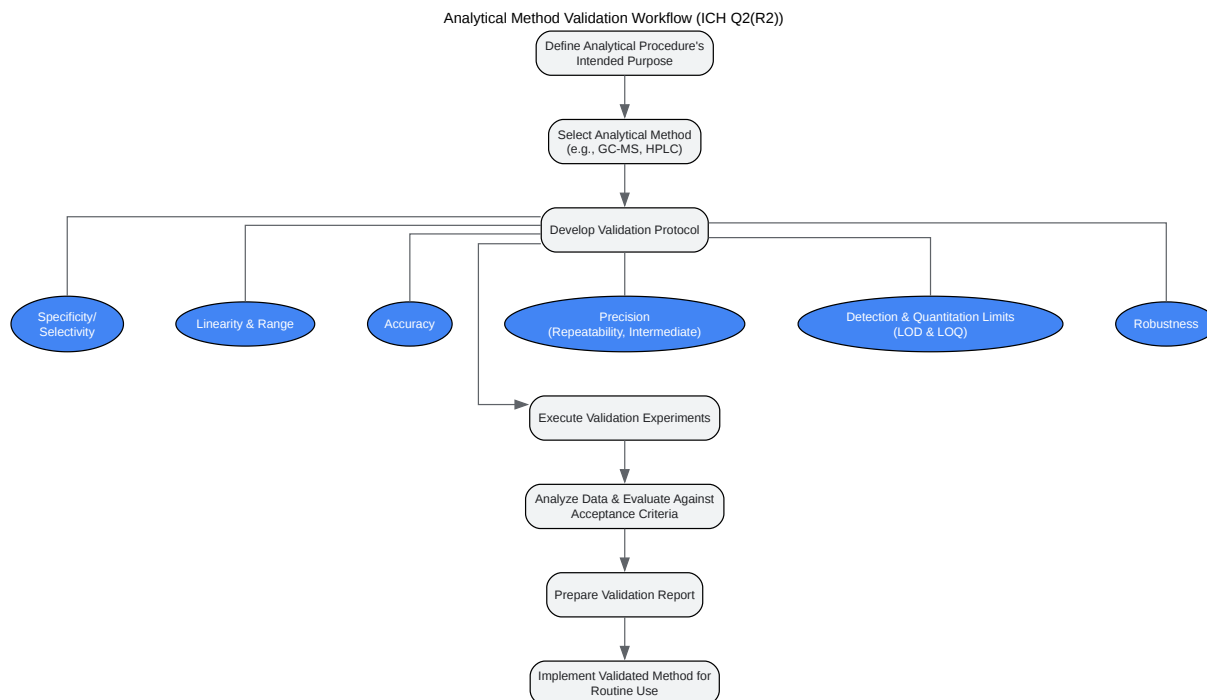 Analytical Method Validation Workflow (ICH Q2(R2))
Define Analytical Procedure's
Intended Purpose
Select Analytical Method
(e.g., GC-MS, HPLC)
Develop Validation Protocol
Specificity/
Selectivity
Linearity & Range
Accuracy
Precision
(Repeatability, Intermediate)
Detection & Quantitation Limits
(LOD & LOQ)
Robustness
Execute Validation Experiments
Analyze Data & Evaluate Against
Acceptance Criteria
Prepare Validation Report
Implement Validated Method for
Routine Use